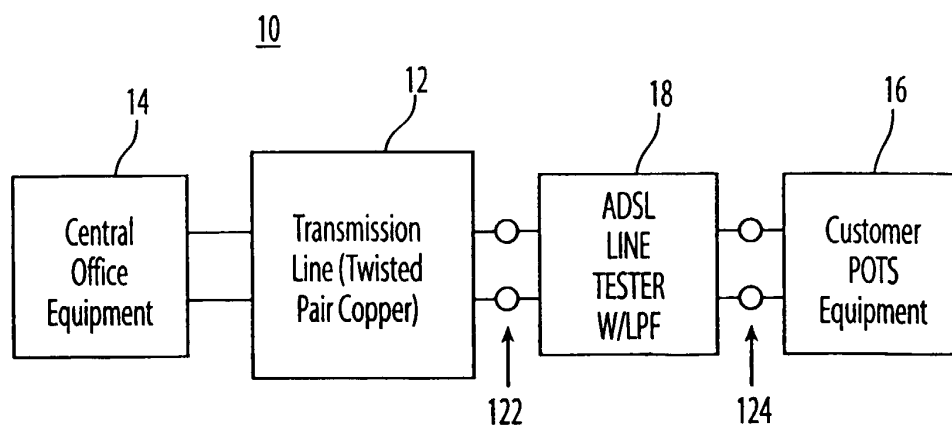 10
14
12
18
16
Central
Office
Equipment
Transmission
Line (Twisted
Pair Copper)
ADSL
LINE
TESTER
W/LPF
Customer
POTS
Equipment
122
124